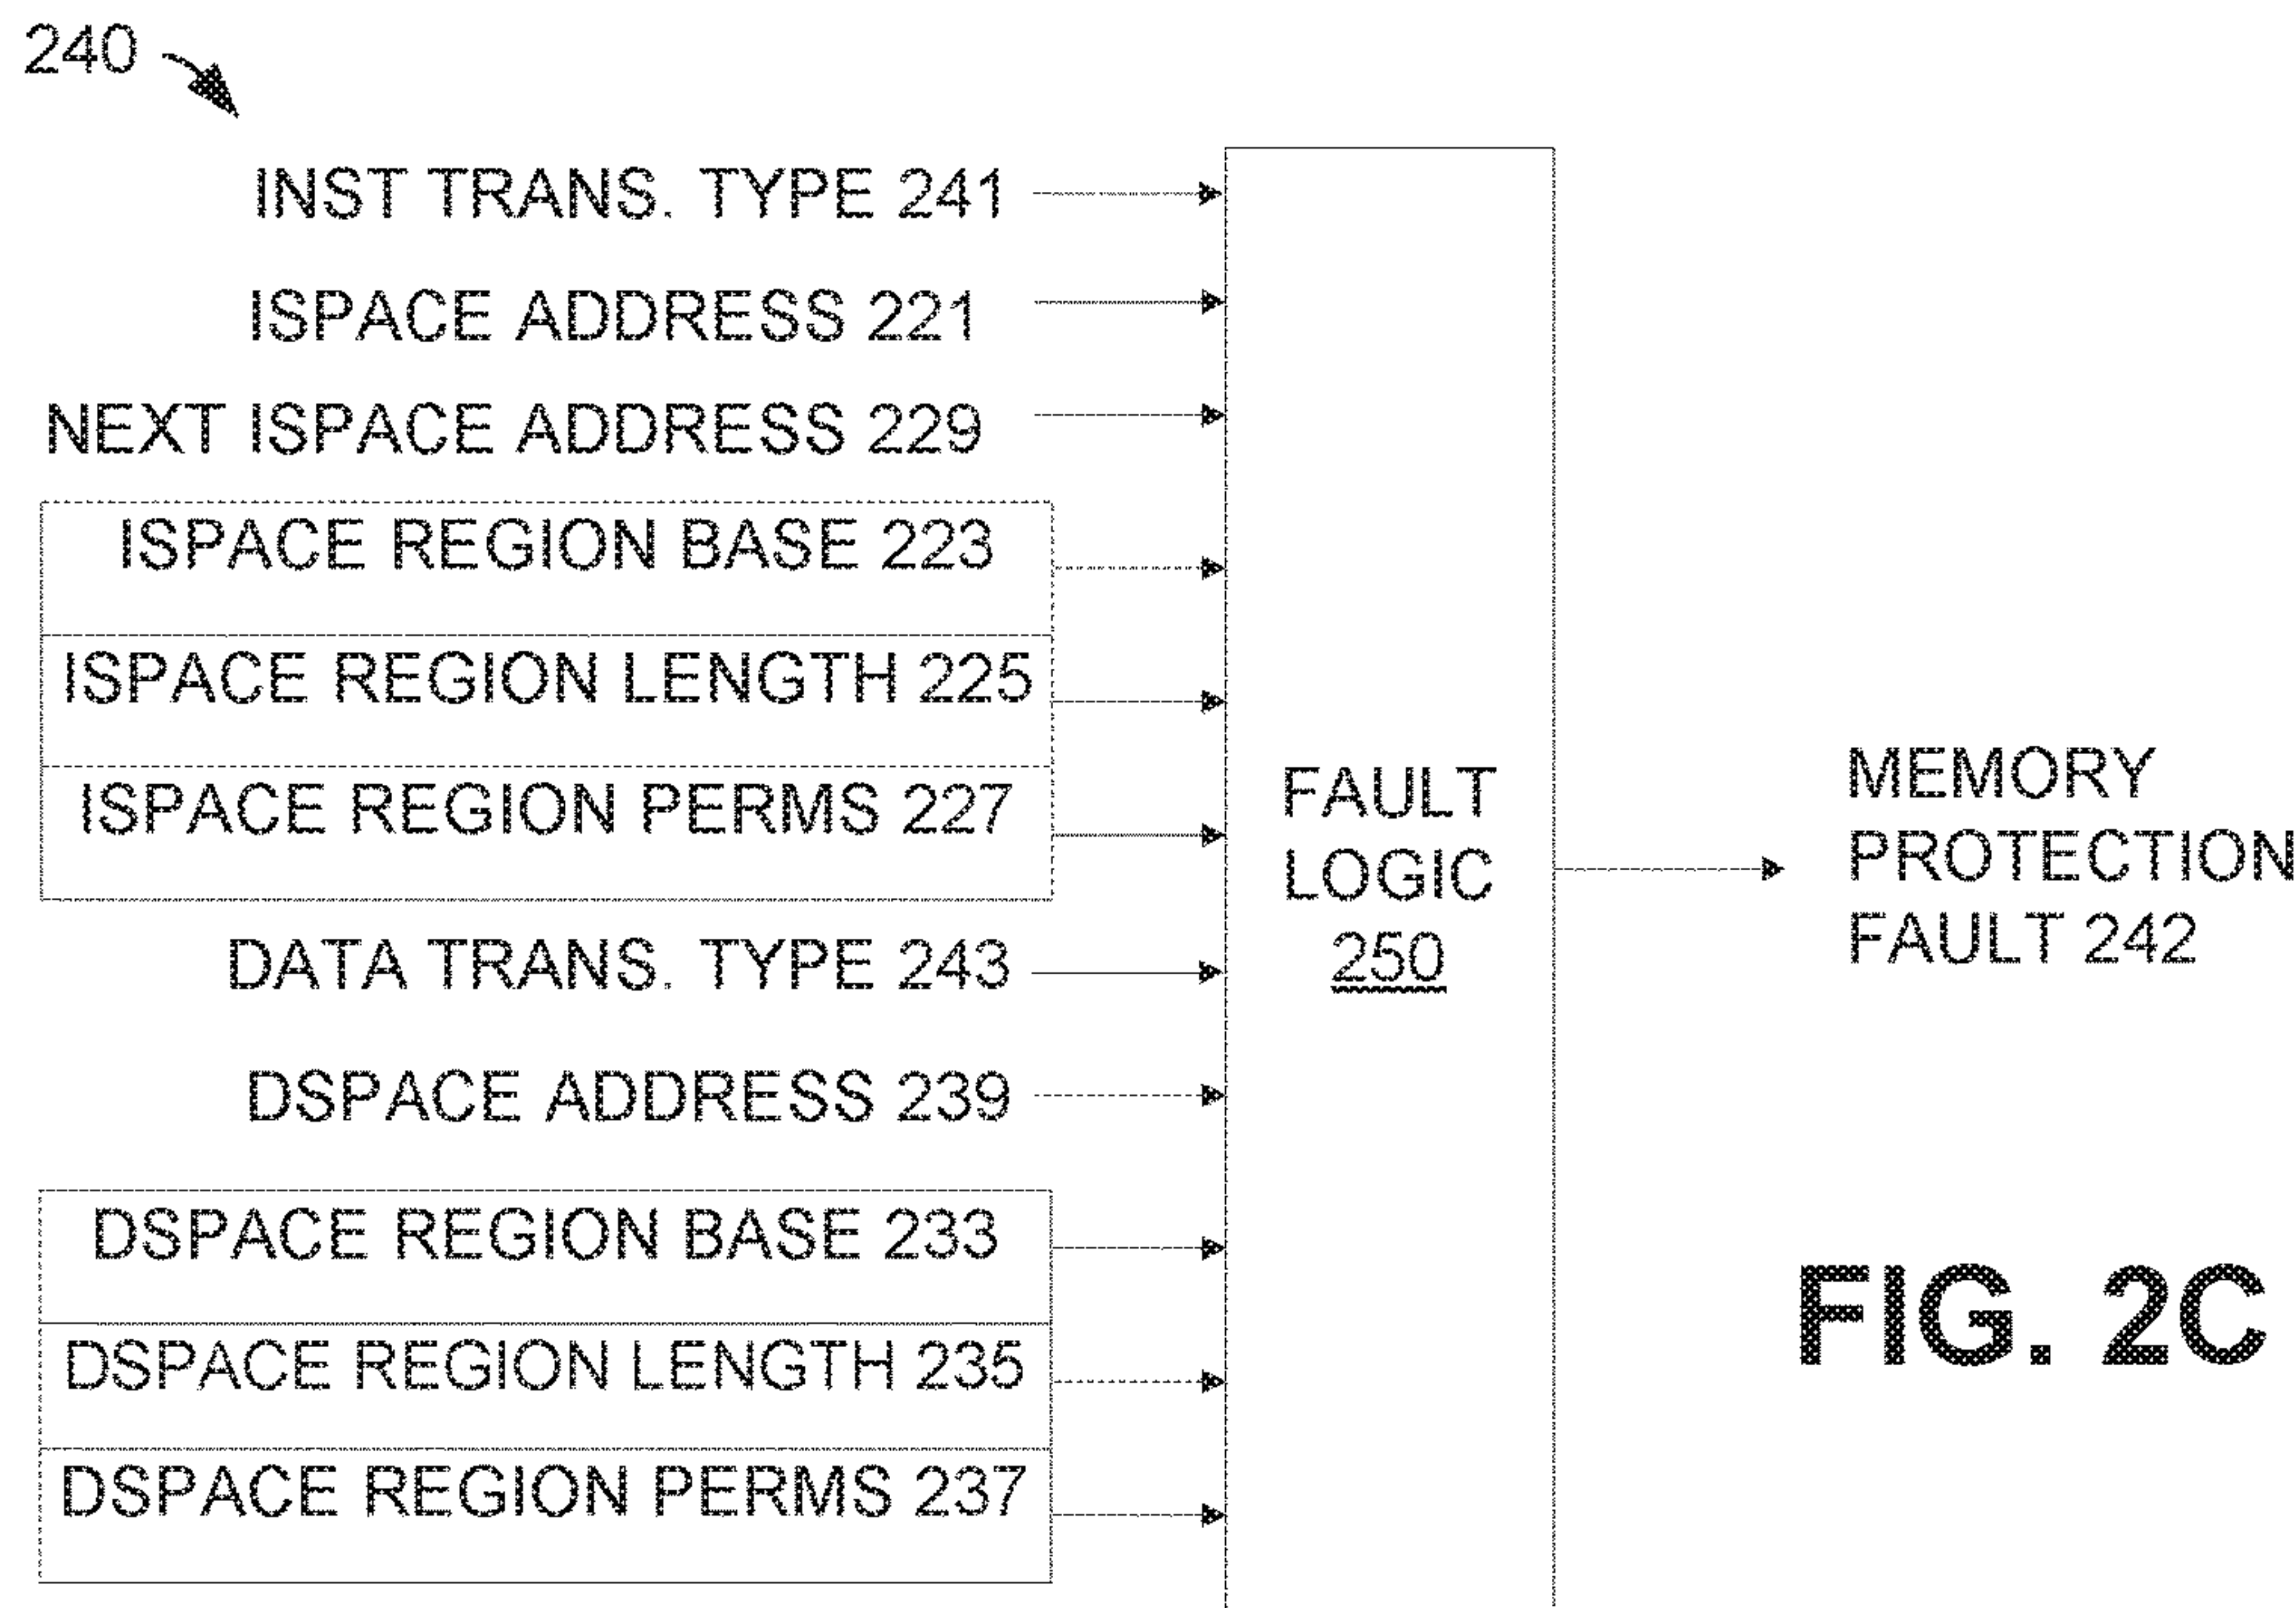 240
INST TRANS. TYPE 241
ISPACE ADDRESS 221
NEXT ISPACE ADDRESS 229
ISPACE REGION BASE 223
ISPACE REGION LENGTH 225
ISPACE REGION PERMS 227
DATA TRANS. TYPE 243
DSPACE ADDRESS 239
DSPACE REGION BASE 233
DSPACE REGION LENGTH 235
DSPACE REGION PERMS 237
FAULT
LOGIC
250
MEMORY
PROTECTION
FAULT 242
FIG. 2C